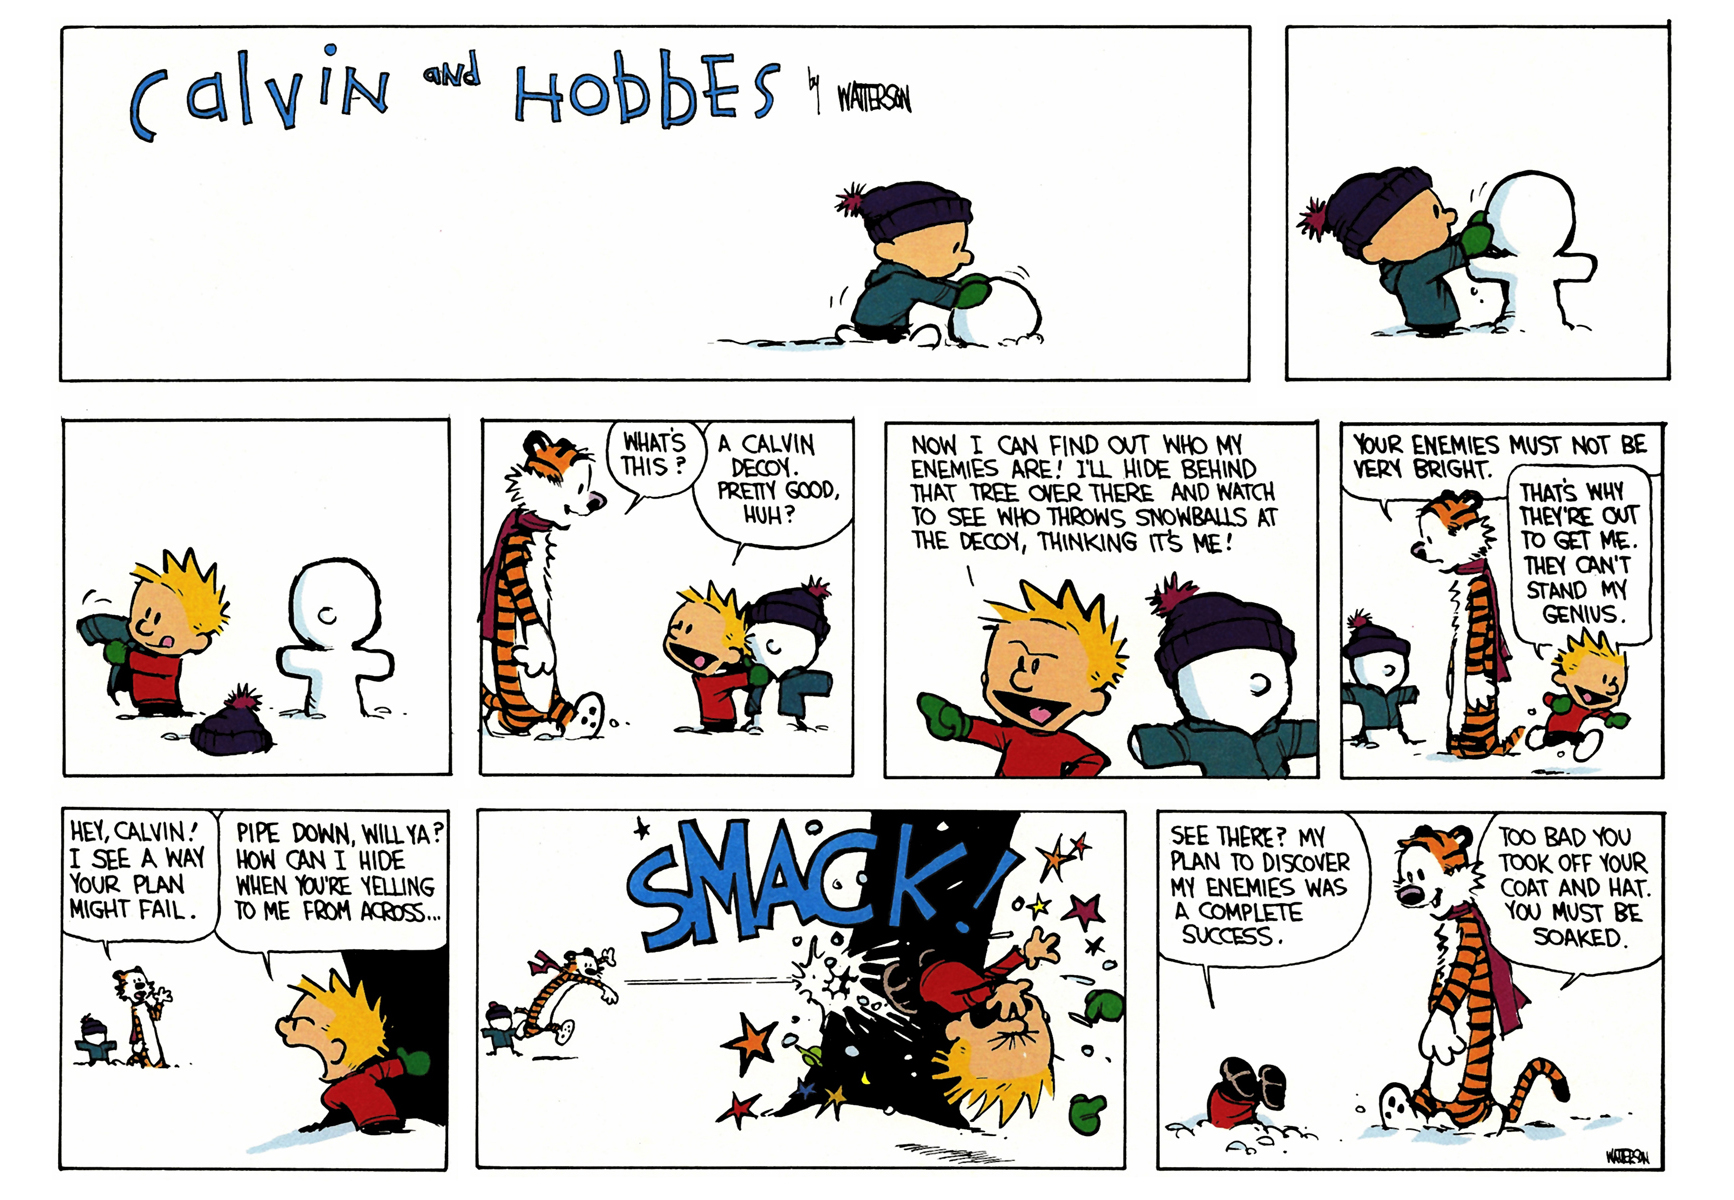 CALVIN AND HOBBES by WATTERSON
WHAT'S
THIS?
A CALVIN
DECOY.
PRETTY GOOD,
HUH?
NOW I CAN FIND OUT WHO MY
ENEMIES ARE! I'LL HIDE BEHIND
THAT TREE OVER THERE AND WATCH
TO SEE WHO THROWS SNOWBALLS AT
THE DECOY, THINKING IT'S ME!
YOUR ENEMIES MUST NOT BE
VERY BRIGHT.
THAT'S WHY
THEY'RE OUT
TO GET ME.
THEY CAN'T
STAND MY
GENIUS.
HEY, CALVIN!
I SEE A WAY
YOUR PLAN
MIGHT FAIL.
PIPE DOWN, WILL YA?
HOW CAN I HIDE
WHEN YOU'RE YELLING
TO ME FROM ACROSS...
SMACK!
SEE THERE? MY
PLAN TO DISCOVER
MY ENEMIES WAS
A COMPLETE
SUCCESS.
TOO BAD YOU
TOOK OFF YOUR
COAT AND HAT.
YOU MUST BE
SOAKED.
WATTERSON